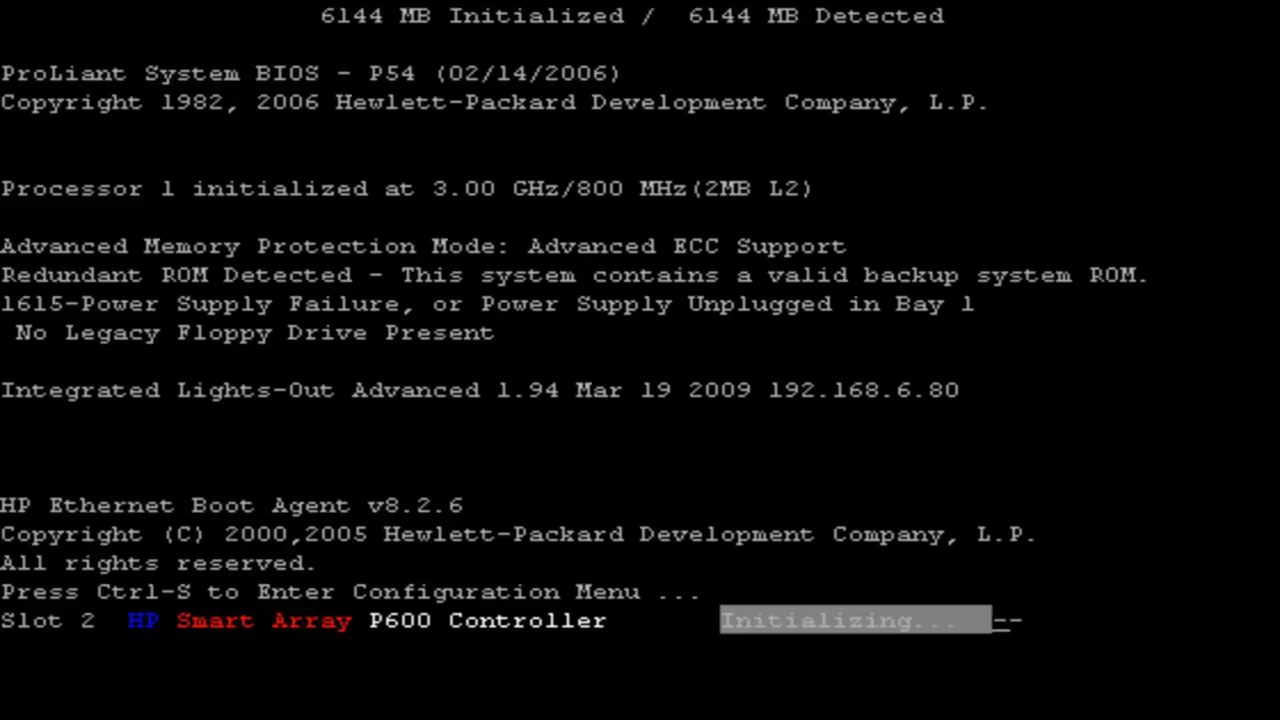 6144 MB Initialized / 6144 MB Detected
ProLiant System BIOS - P54 (02/14/2006)
Copyright 1982, 2006 Hewlett-Packard Development Company, L.P.
Processor 1 initialized at 3.00 GHz/800 MHz(2MB L2)
Advanced Memory Protection Mode: Advanced ECC Support
Redundant ROM Detected - This system contains a valid backup system ROM.
1615-Power Supply Failure, or Power Supply Unplugged in Bay 1
No Legacy Floppy Drive Present
Integrated Lights-Out Advanced 1.94 Mar 19 2009 192.168.6.80
HP Ethernet Boot Agent v8.2.6
Copyright (C) 2000,2005 Hewlett-Packard Development Company, L.P.
All rights reserved.
Press Ctrl-S to Enter Configuration Menu ...
Slot 2 HP Smart Array P600 Controller Initializing... --